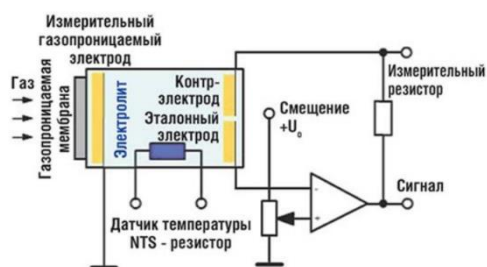 Измерительный
газопроницаемый
электрод
Газ
Газопроницаемая
мембрана
Электролит
Контр-
электрод
Эталонный
электрод
Смещение
+U₀
Измерительный
резистор
-
+
Сигнал
Датчик температуры
NTS - резистор